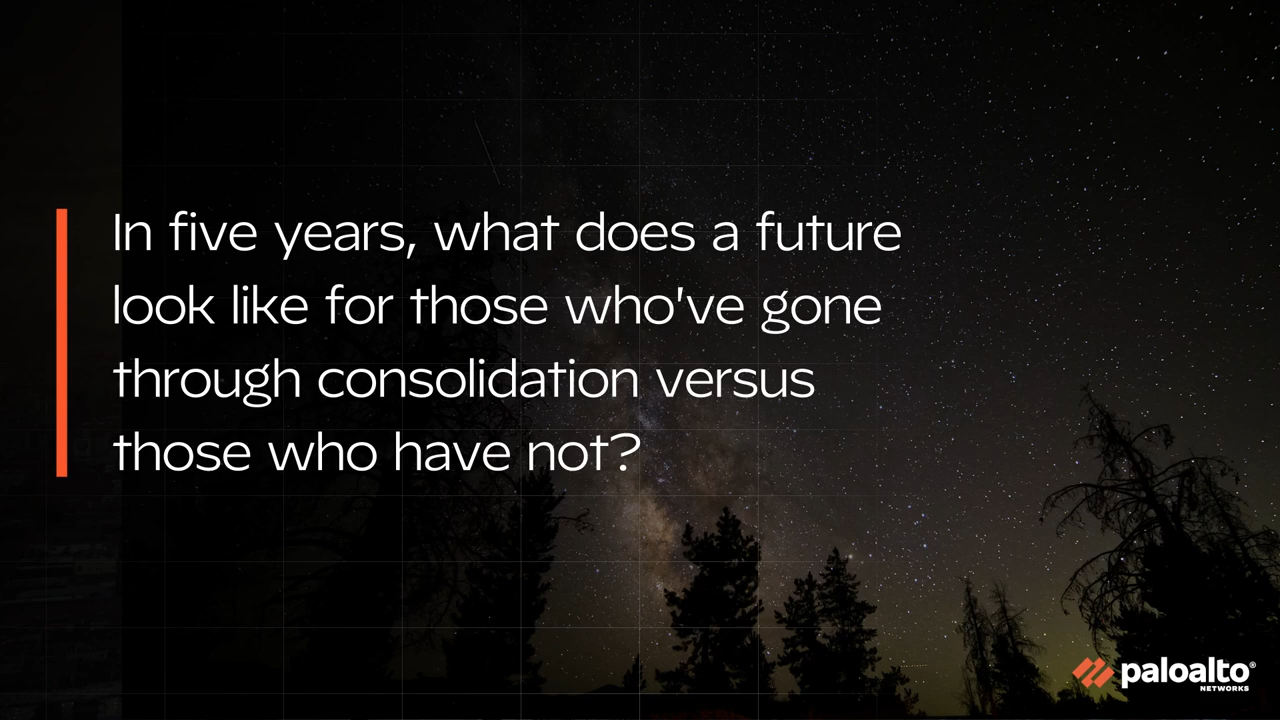 In five years, what does a future
look like for those who've gone
through consolidation versus
those who have not?
paloalto®
NETWORKS